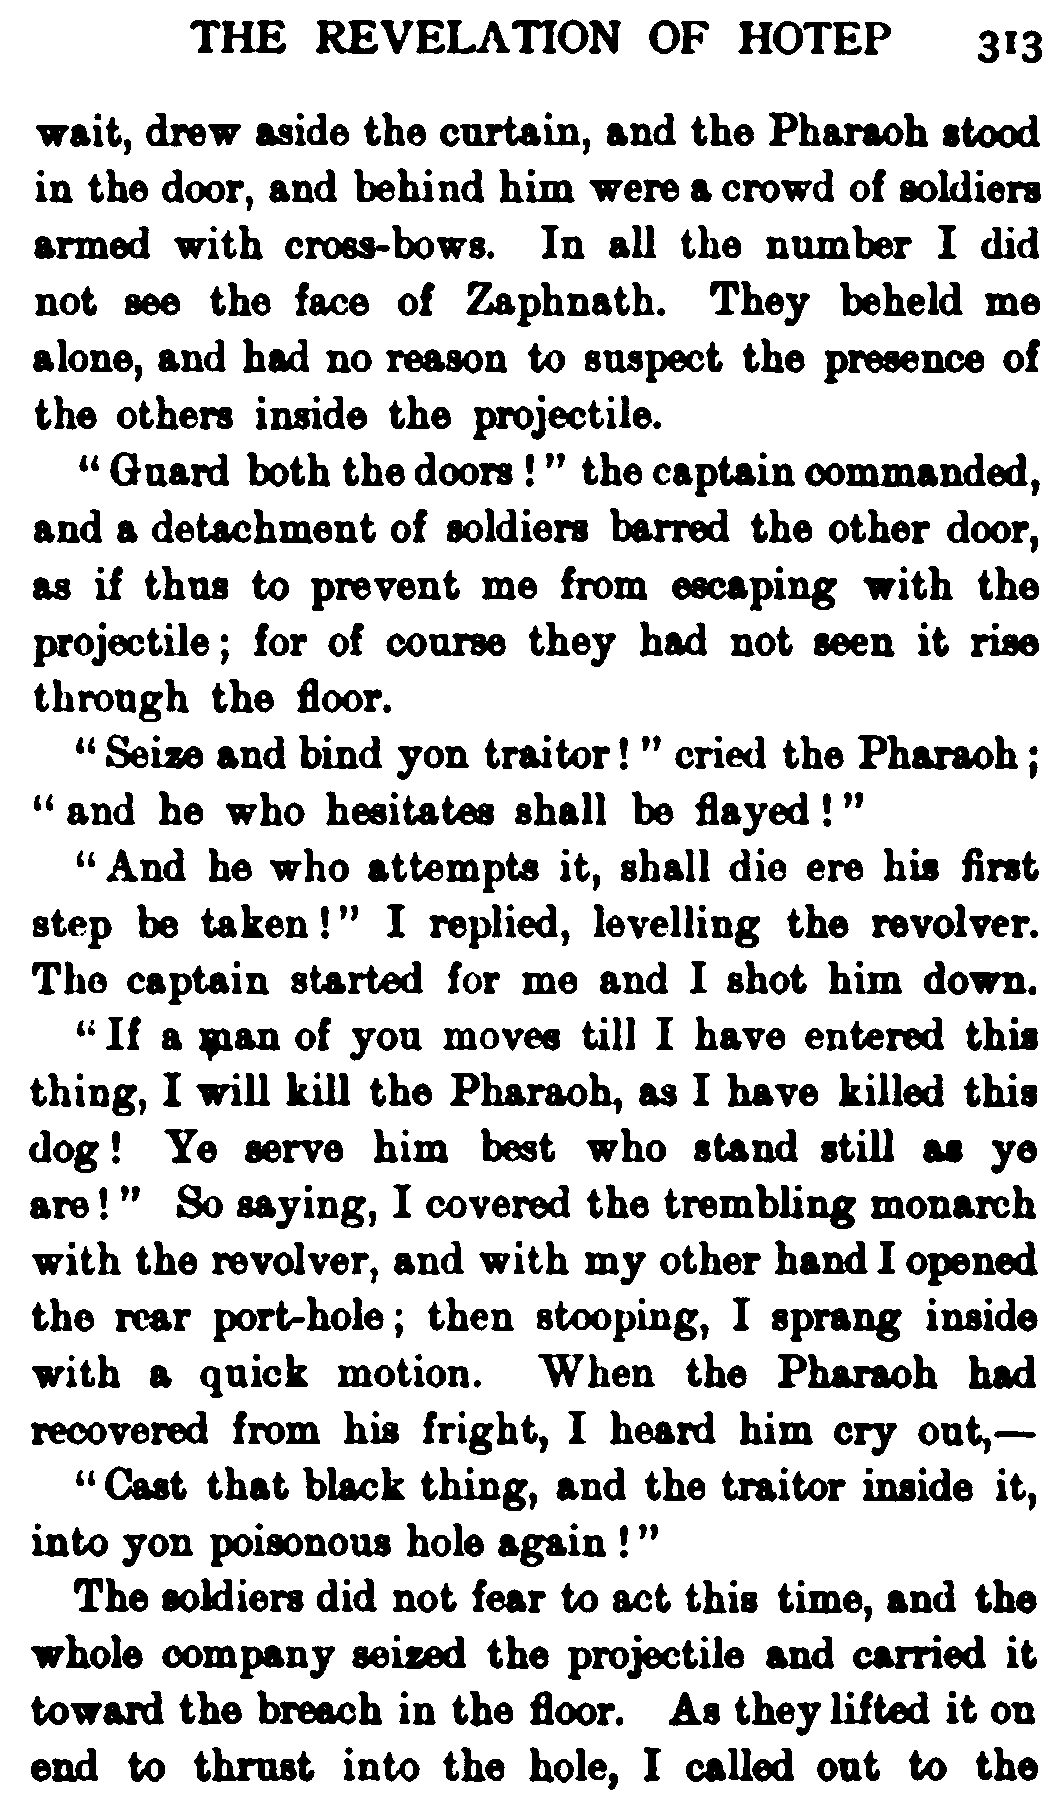 THE REVELATION OF HOTEP 313
wait, drew aside the curtain, and the Pharaoh stood
in the door, and behind him were a crowd of soldiers
armed with cross-bows. In all the number I did
not see the face of Zaphnath. They beheld me
alone, and had no reason to suspect the presence of
the others inside the projectile.
"Guard both the doors!" the captain commanded,
and a detachment of soldiers barred the other door,
as if thus to prevent me from escaping with the
projectile; for of course they had not seen it rise
through the floor.
"Seize and bind yon traitor!" cried the Pharaoh;
"and he who hesitates shall be flayed!"
"And he who attempts it, shall die ere his first
step be taken!" I replied, levelling the revolver.
The captain started for me and I shot him down.
"If a man of you moves till I have entered this
thing, I will kill the Pharaoh, as I have killed this
dog! Ye serve him best who stand still as ye
are!" So saying, I covered the trembling monarch
with the revolver, and with my other hand I opened
the rear port-hole; then stooping, I sprang inside
with a quick motion. When the Pharaoh had
recovered from his fright, I heard him cry out,—
"Cast that black thing, and the traitor inside it,
into yon poisonous hole again!"
The soldiers did not fear to act this time, and the
whole company seized the projectile and carried it
toward the breach in the floor. As they lifted it on
end to thrust into the hole, I called out to the